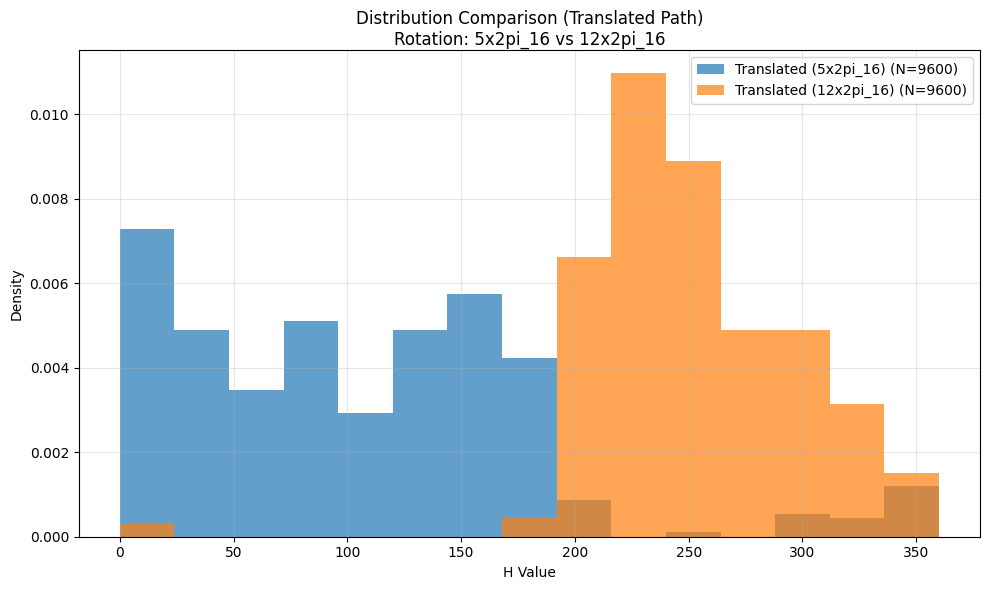 Distribution Comparison (Translated Path)
Rotation: 5x2pi_16 vs 12x2pi_16
Translated (5x2pi_16) (N=9600)
Translated (12x2pi_16) (N=9600)
Density
0.010
0.008
0.006
0.004
0.002
0.000
0 50 100 150 200 250 300 350
H Value